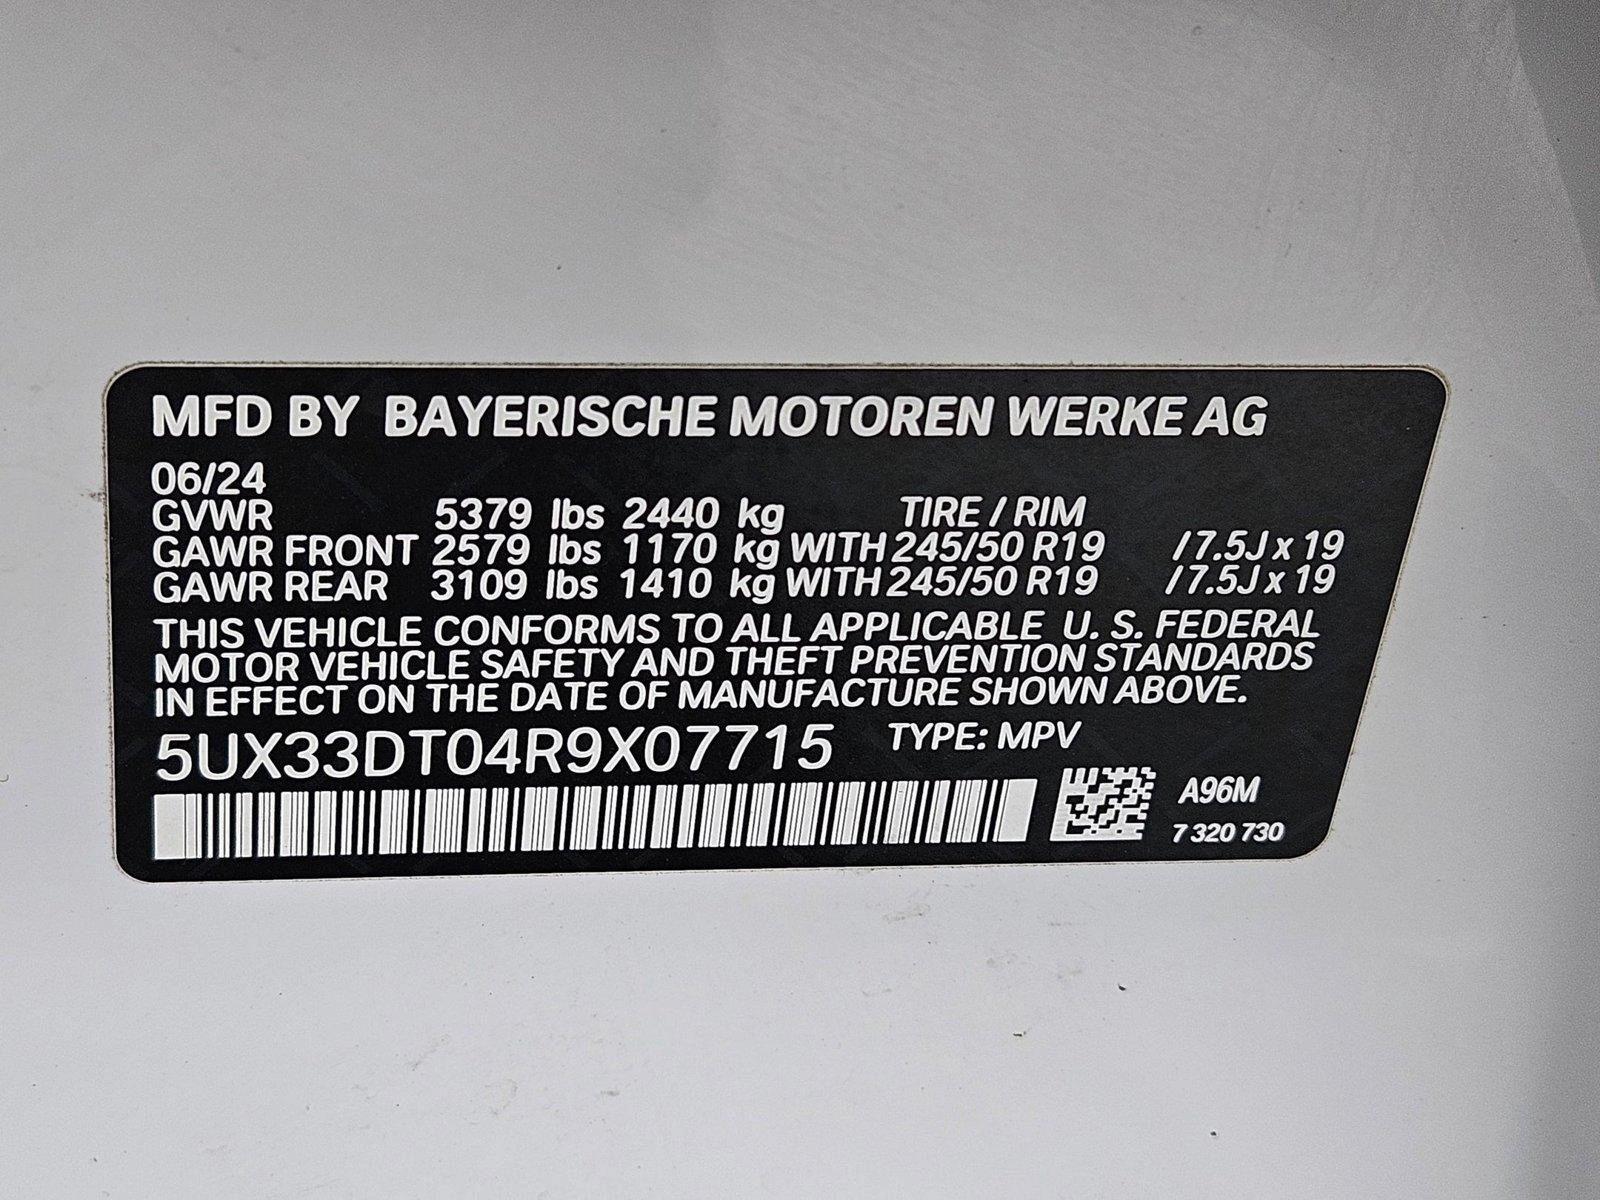 MFD BY BAYERISCHE MOTOREN WERKE AG
06/24
GVWR 5379 lbs 2440 kg TIRE / RIM
GAWR FRONT 2579 lbs 1170 kg WITH 245/50 R19 / 7.5J x 19
GAWR REAR 3109 lbs 1410 kg WITH 245/50 R19 / 7.5J x 19
THIS VEHICLE CONFORMS TO ALL APPLICABLE U. S. FEDERAL
MOTOR VEHICLE SAFETY AND THEFT PREVENTION STANDARDS
IN EFFECT ON THE DATE OF MANUFACTURE SHOWN ABOVE.
5UX33DT04R9X07715 TYPE: MPV
A96M
7 320 730